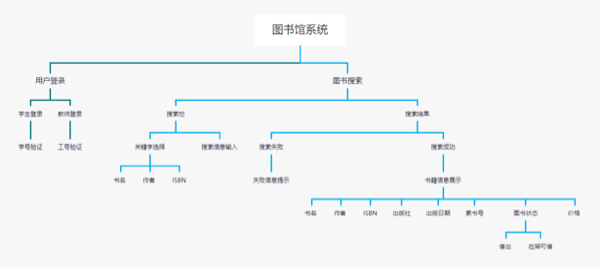 图书馆系统
用户登录
图书搜索
学生登录
教师登录
搜索栏
搜索结果
学号验证
工号验证
关键字选择
搜索信息输入
搜索失败
搜索成功
书名
作者
ISBN
失败信息提示
书籍信息展示
书名
作者
ISBN
出版社
出版日期
索书号
图书状态
价格
借出
在架可借